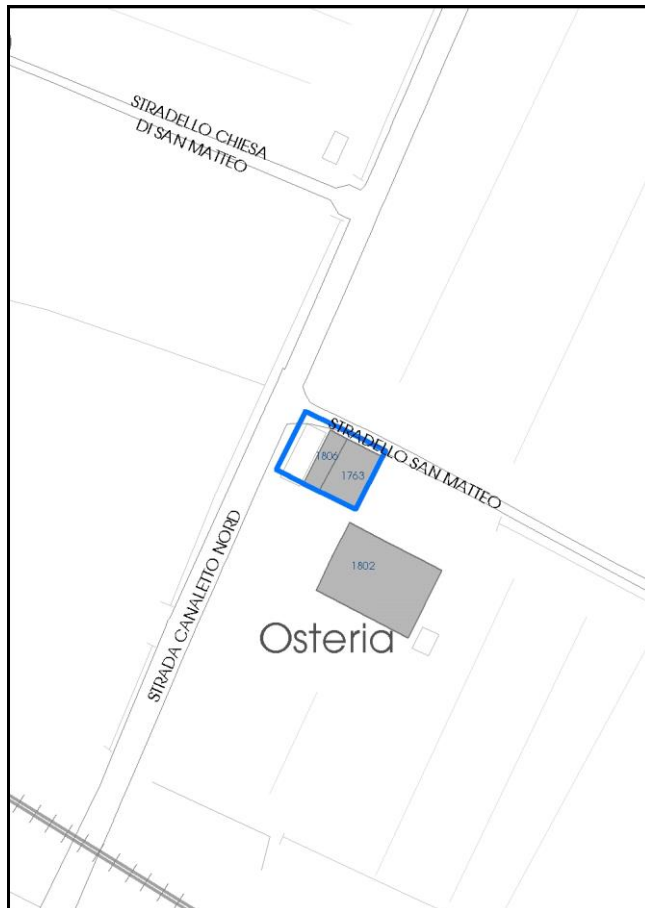 STRADELLO CHIESA
DI SAN MATTEO
STRADELLO SAN MATTEO
1806
1763
1802
STRADA CANALETTO NORD
Osteria